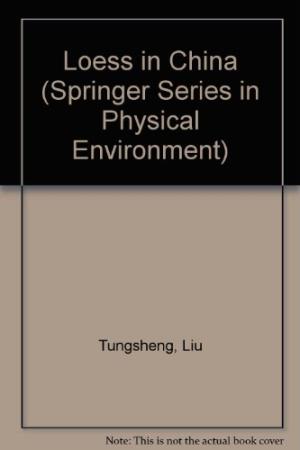 Loess in China
(Springer Series in
Physical
Environment)
Tungsheng, Liu
Note: This is not the actual book cover